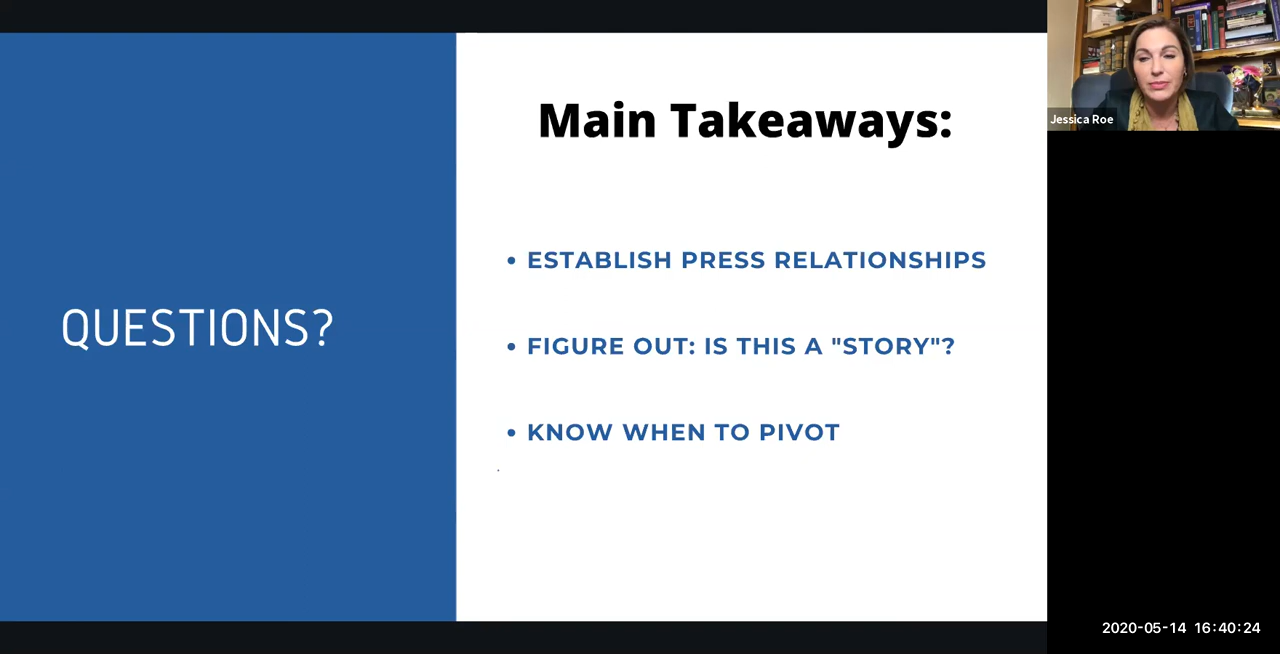 QUESTIONS?
Main Takeaways:
• ESTABLISH PRESS RELATIONSHIPS
• FIGURE OUT: IS THIS A "STORY"?
• KNOW WHEN TO PIVOT
Jessica Roe
2020-05-14 16:40:24